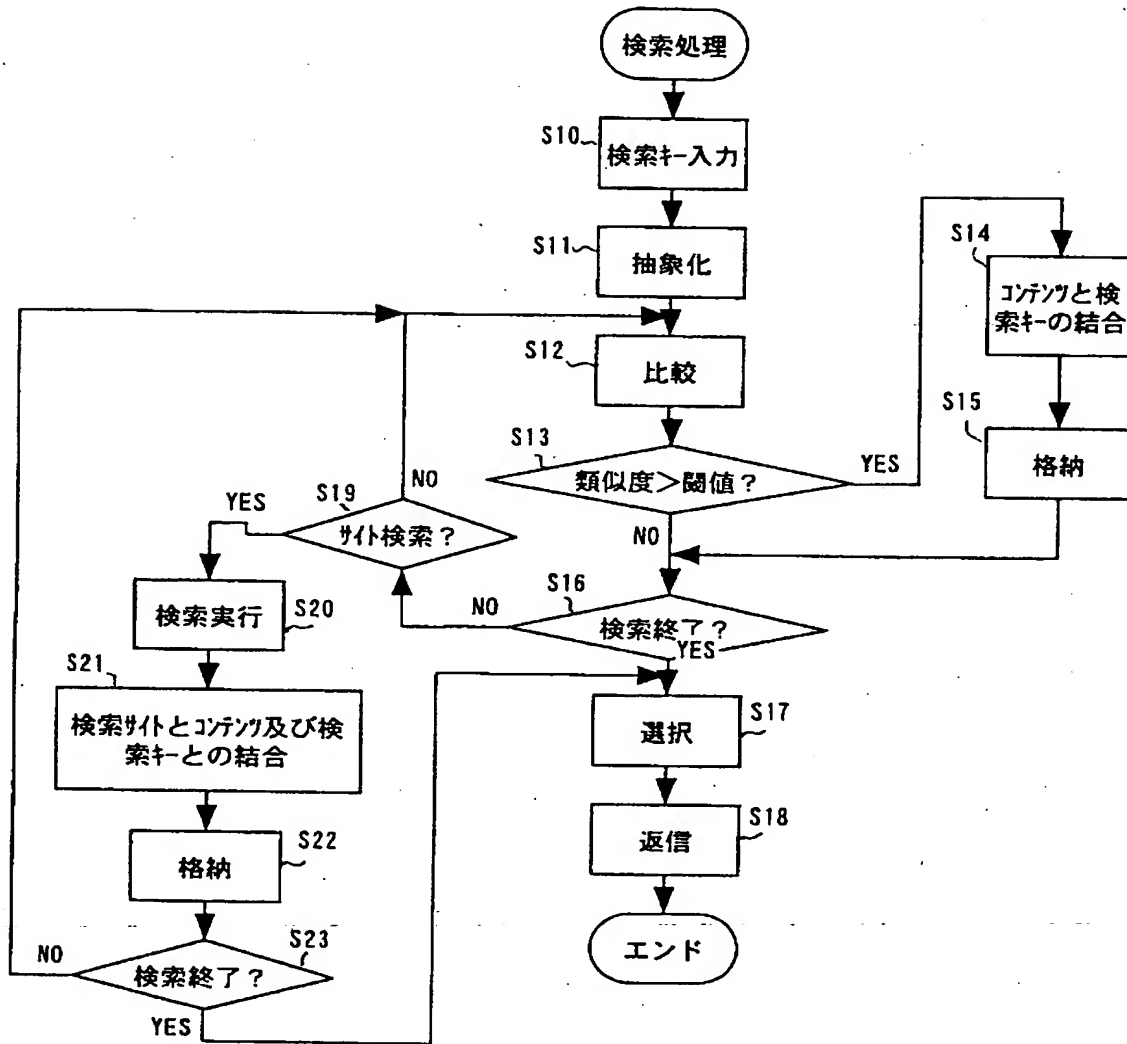 検索処理
S10
検索キー入力
S11
抽象化
S12
比較
S13
類似度＞閾値？
YES
NO
S14
コンテンツと検
索キーの結合
S15
格納
S16
検索終了？
NO
YES
S19
サイト検索？
NO
YES
S20
検索実行
S21
検索サイトとコンテンツ及び検
索キーとの結合
S22
格納
S23
検索終了？
NO
YES
S17
選択
S18
返信
エンド